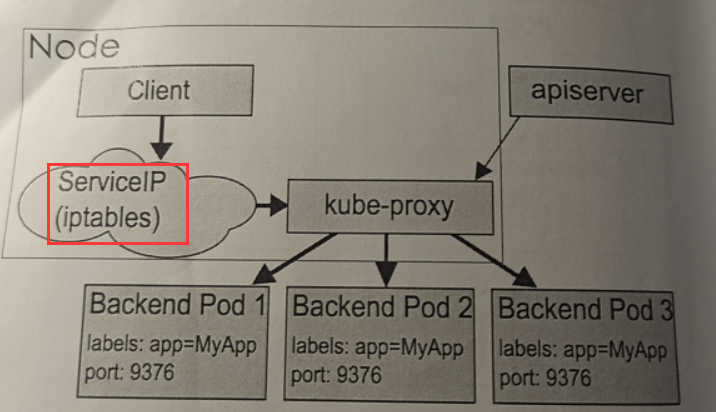 Node
Client
apiserver
ServiceIP
(iptables)
kube-proxy
Backend Pod 1
labels: app=MyApp
port: 9376
Backend Pod 2
labels: app=MyApp
port: 9376
Backend Pod 3
labels: app=MyApp
port: 9376